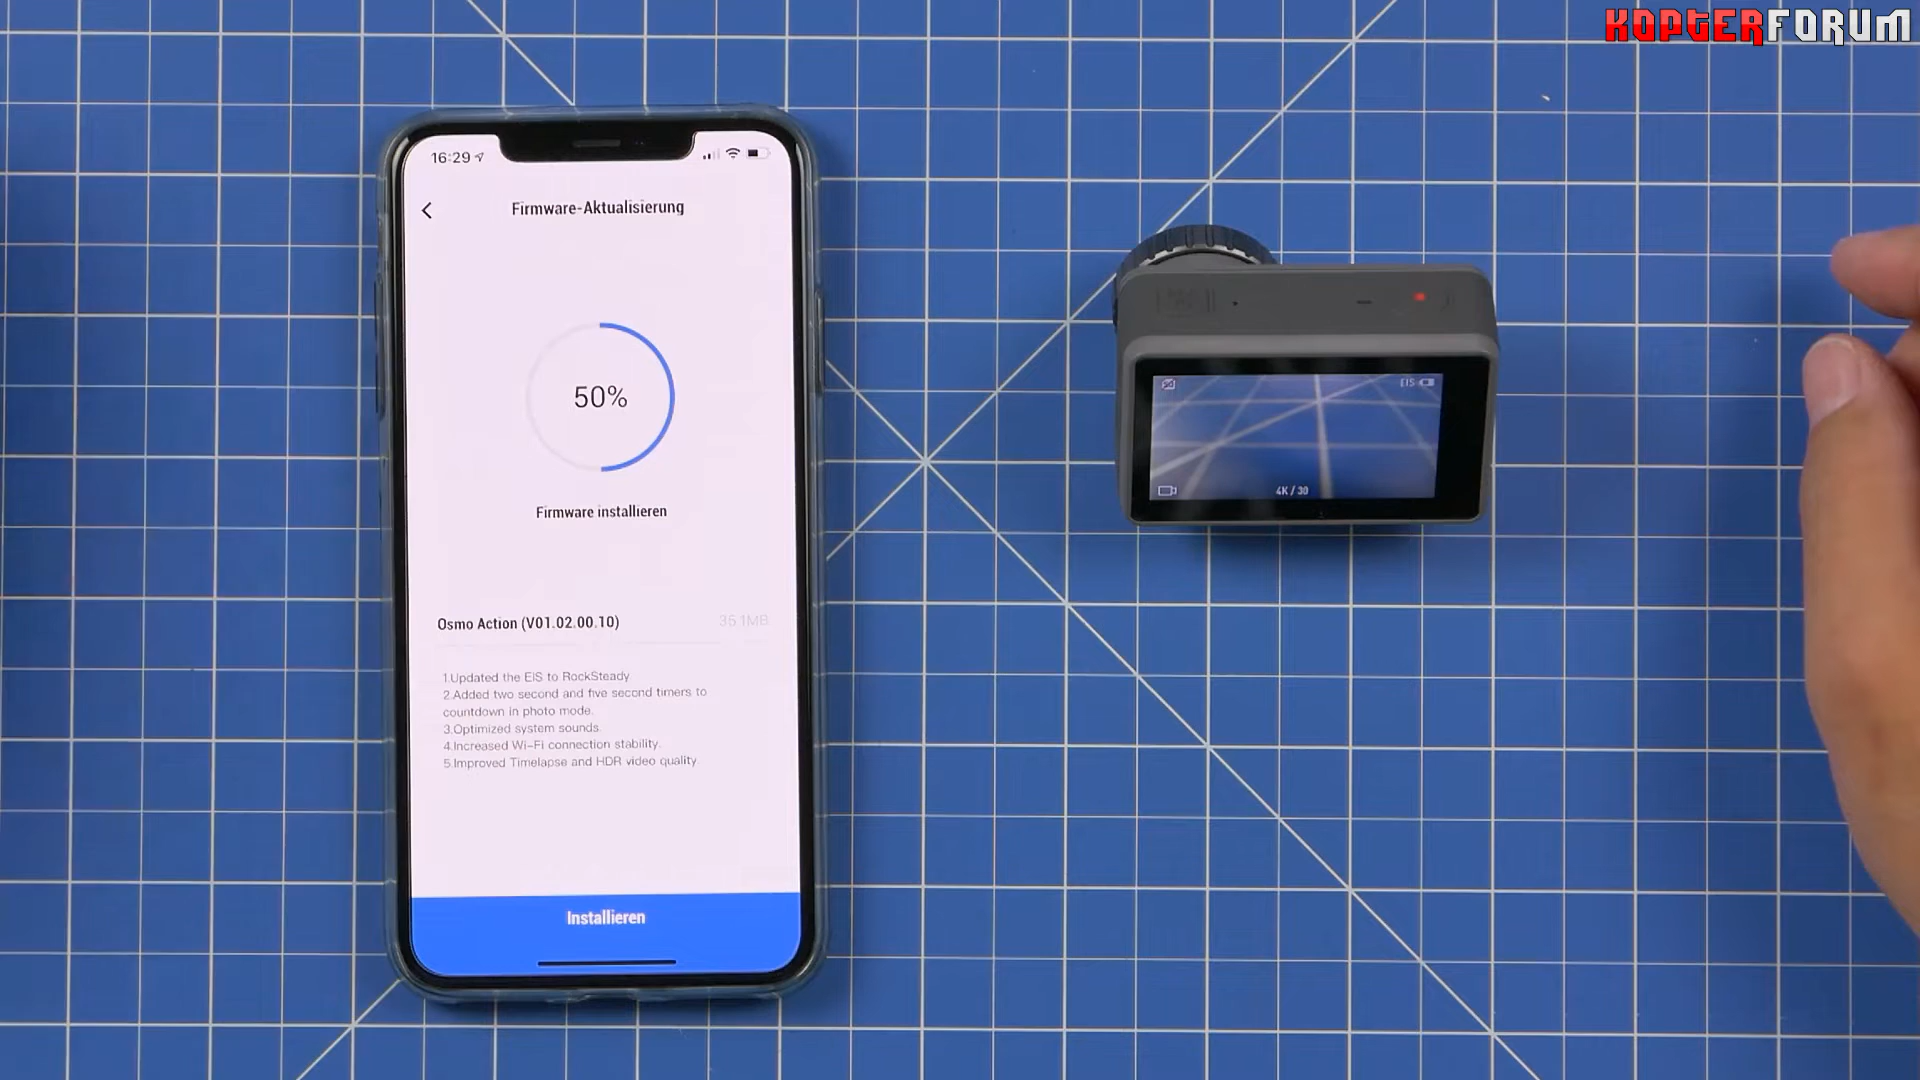 KOPTERFORUM
16:29
Firmware-Aktualisierung
50%
Firmware installieren
Osmo Action (V01.02.00.10)
35.1MB
1.Updated the EIS to RockSteady.
2.Added two second and five second timers to
countdown in photo mode.
3.Optimized system sounds.
4.Increased Wi-Fi connection stability.
5.Improved Timelapse and HDR video quality.
Installieren
EIS
4K / 30